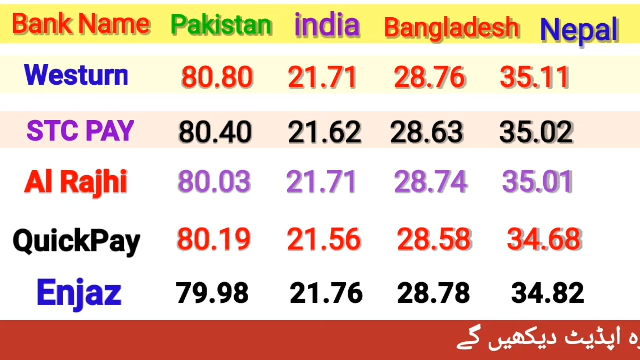 Bank Name Pakistan india Bangladesh Nepal
Westurn 80.80 21.71 28.76 35.11
STC PAY 80.40 21.62 28.63 35.02
Al Rajhi 80.03 21.71 28.74 35.01
QuickPay 80.19 21.56 28.58 34.68
Enjaz 79.98 21.76 28.78 34.82
اپڈیٹ دیکھیں گے